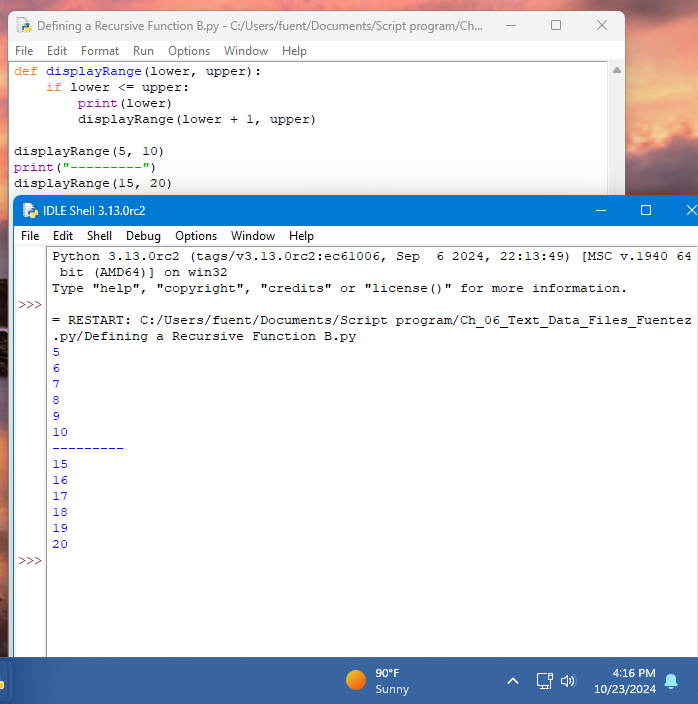 Defining a Recursive Function B.py - C:/Users/fuent/Documents/Script program/Ch...
File Edit Format Run Options Window Help
def displayRange(lower, upper):
    if lower <= upper:
        print(lower)
        displayRange(lower + 1, upper)
displayRange(5, 10)
print("---------")
displayRange(15, 20)
IDLE Shell 3.13.0rc2
File Edit Shell Debug Options Window Help
Python 3.13.0rc2 (tags/v3.13.0rc2:ec61006, Sep  6 2024, 22:13:49) [MSC v.1940 64
 bit (AMD64)] on win32
Type "help", "copyright", "credits" or "license()" for more information.
>>>
= RESTART: C:/Users/fuent/Documents/Script program/Ch_06_Text_Data_Files_Fuentez
.py/Defining a Recursive Function B.py
5
6
7
8
9
10
---------
15
16
17
18
19
20
>>>
90°F
Sunny
4:16 PM
10/23/2024